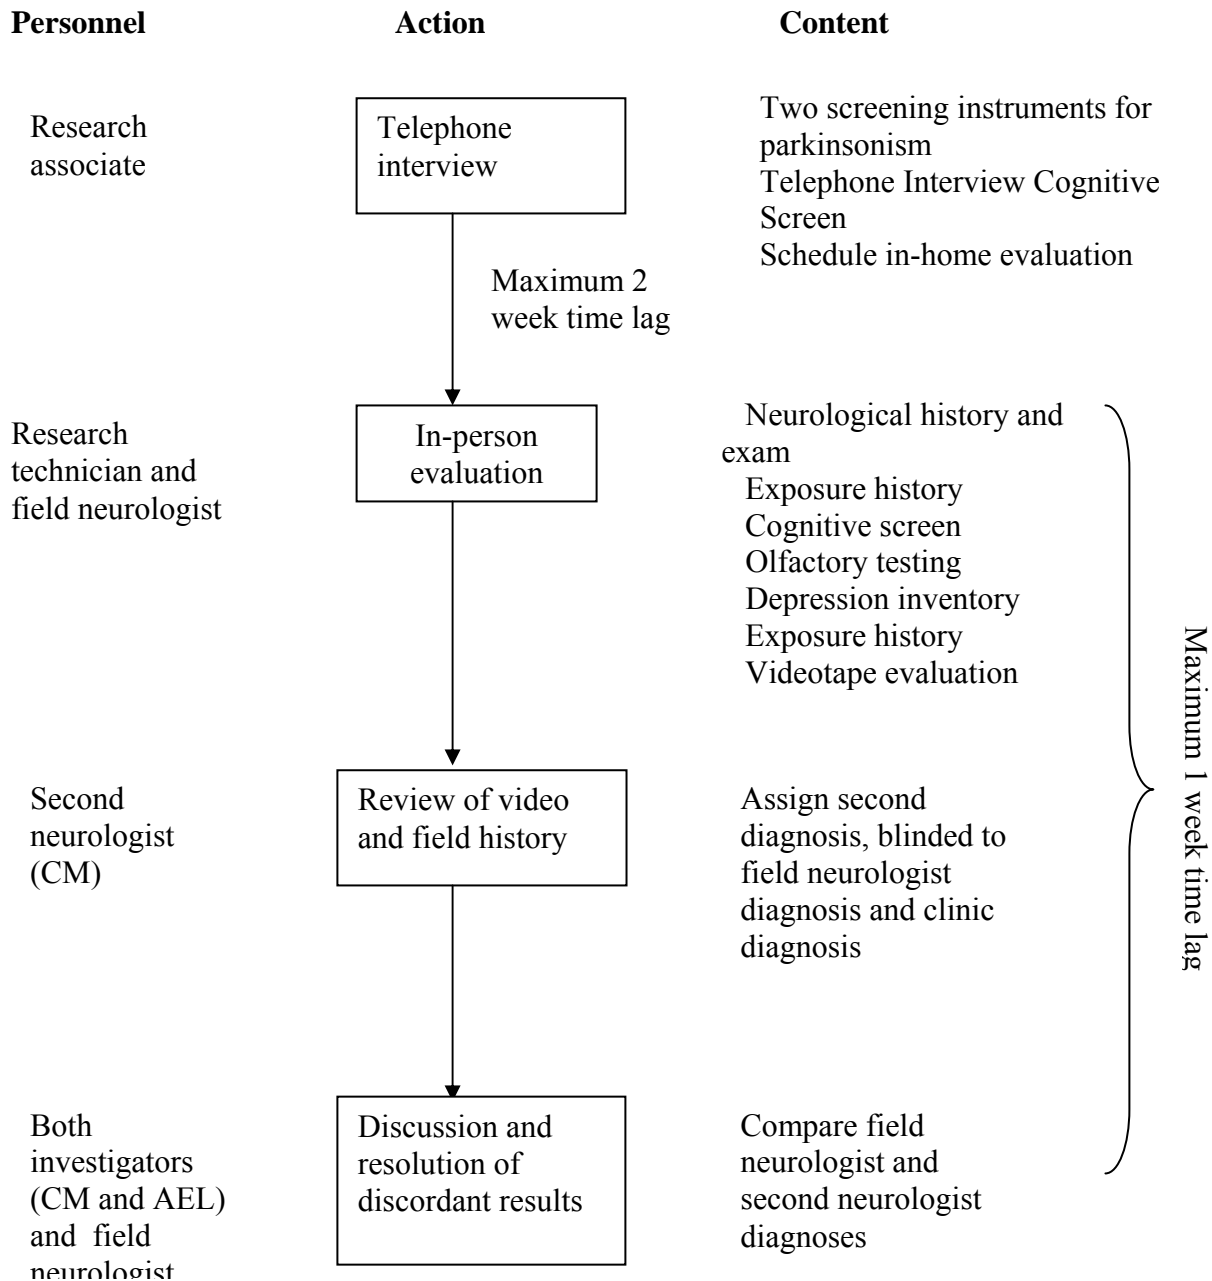 Personnel
Action
Content
Research
associate
Telephone
interview
Two screening instruments for
parkinsonism
Telephone Interview Cognitive
Screen
Schedule in-home evaluation
Maximum 2
week time lag
Research
technician and
field neurologist
In-person
evaluation
Neurological history and
exam
Exposure history
Cognitive screen
Olfactory testing
Depression inventory
Exposure history
Videotape evaluation
Maximum 1 week time lag
Second
neurologist
(CM)
Review of video
and field history
Assign second
diagnosis, blinded to
field neurologist
diagnosis and clinic
diagnosis
Both
investigators
(CM and AEL)
and field
neurologist
Discussion and
resolution of
discordant results
Compare field
neurologist and
second neurologist
diagnoses